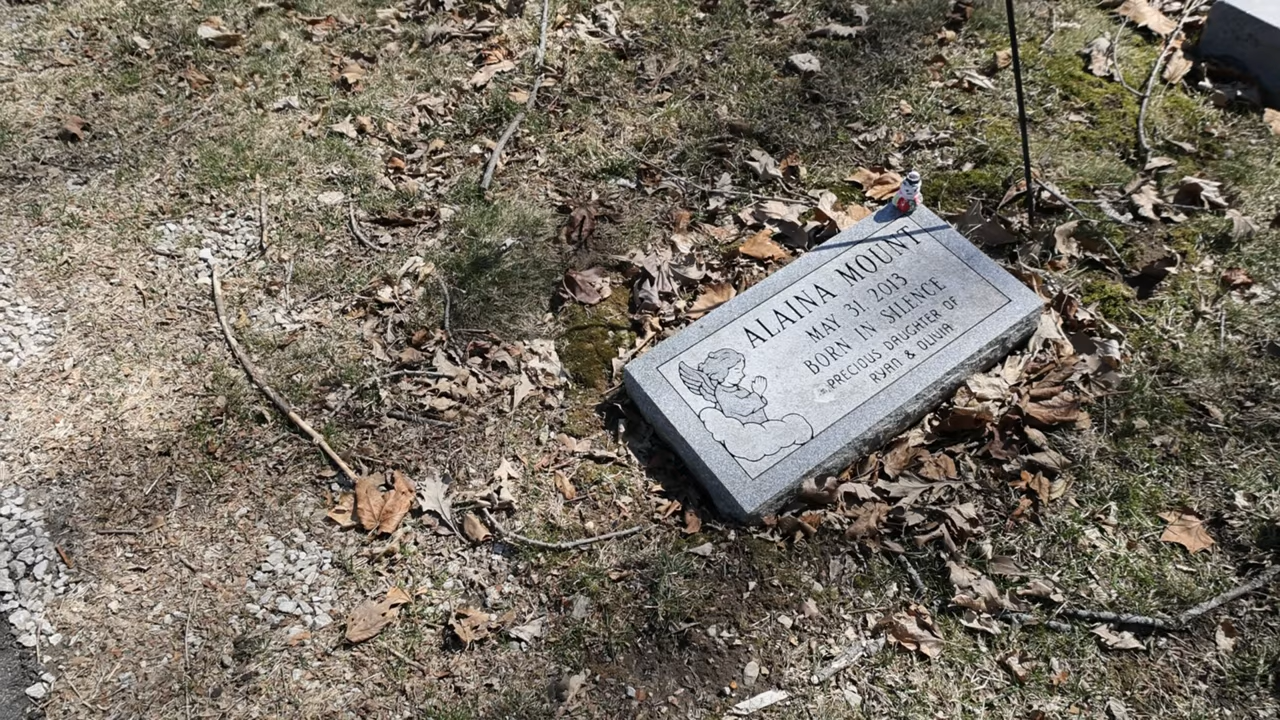 ALAINA MOUNT
MAY 31, 2013
BORN IN SILENCE
PRECIOUS DAUGHTER OF
RYAN & OLIVIA